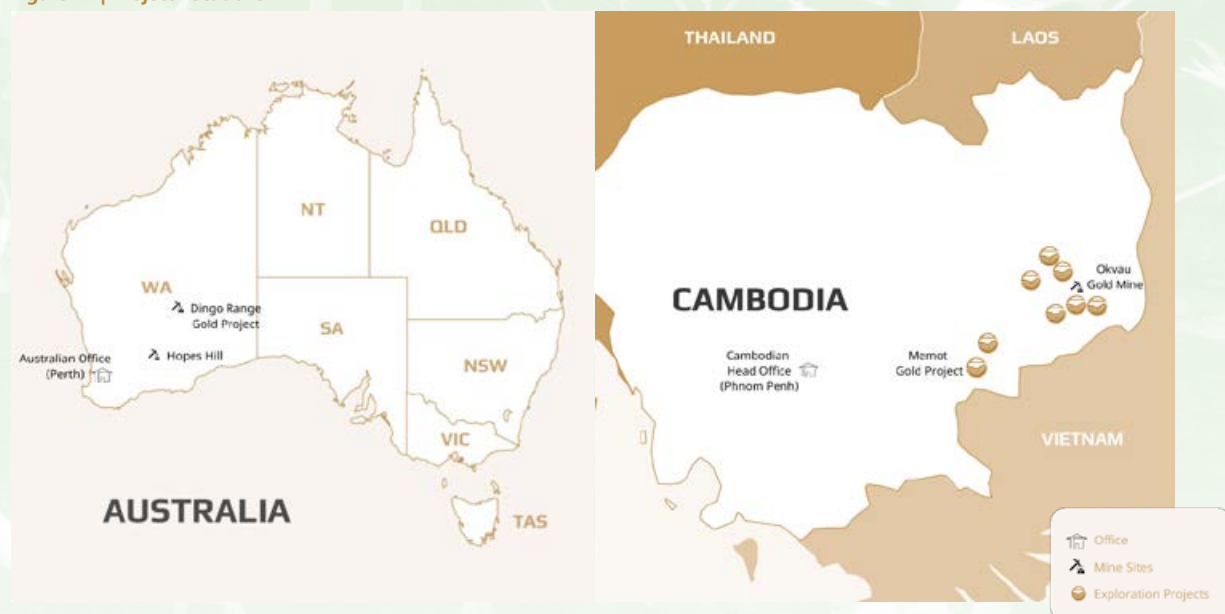 NT
QLD
WA
Dingo Range
Gold Project
SA
Hopes Hill
Australian Office
(Perth)
NSW
VIC
AUSTRALIA
TAS
THAILAND
LAOS
Okvau
Gold Mine
CAMBODIA
Cambodian
Head Office
(Phnom Penh)
Memot
Gold Project
VIETNAM
Office
Mine Sites
Exploration Projects